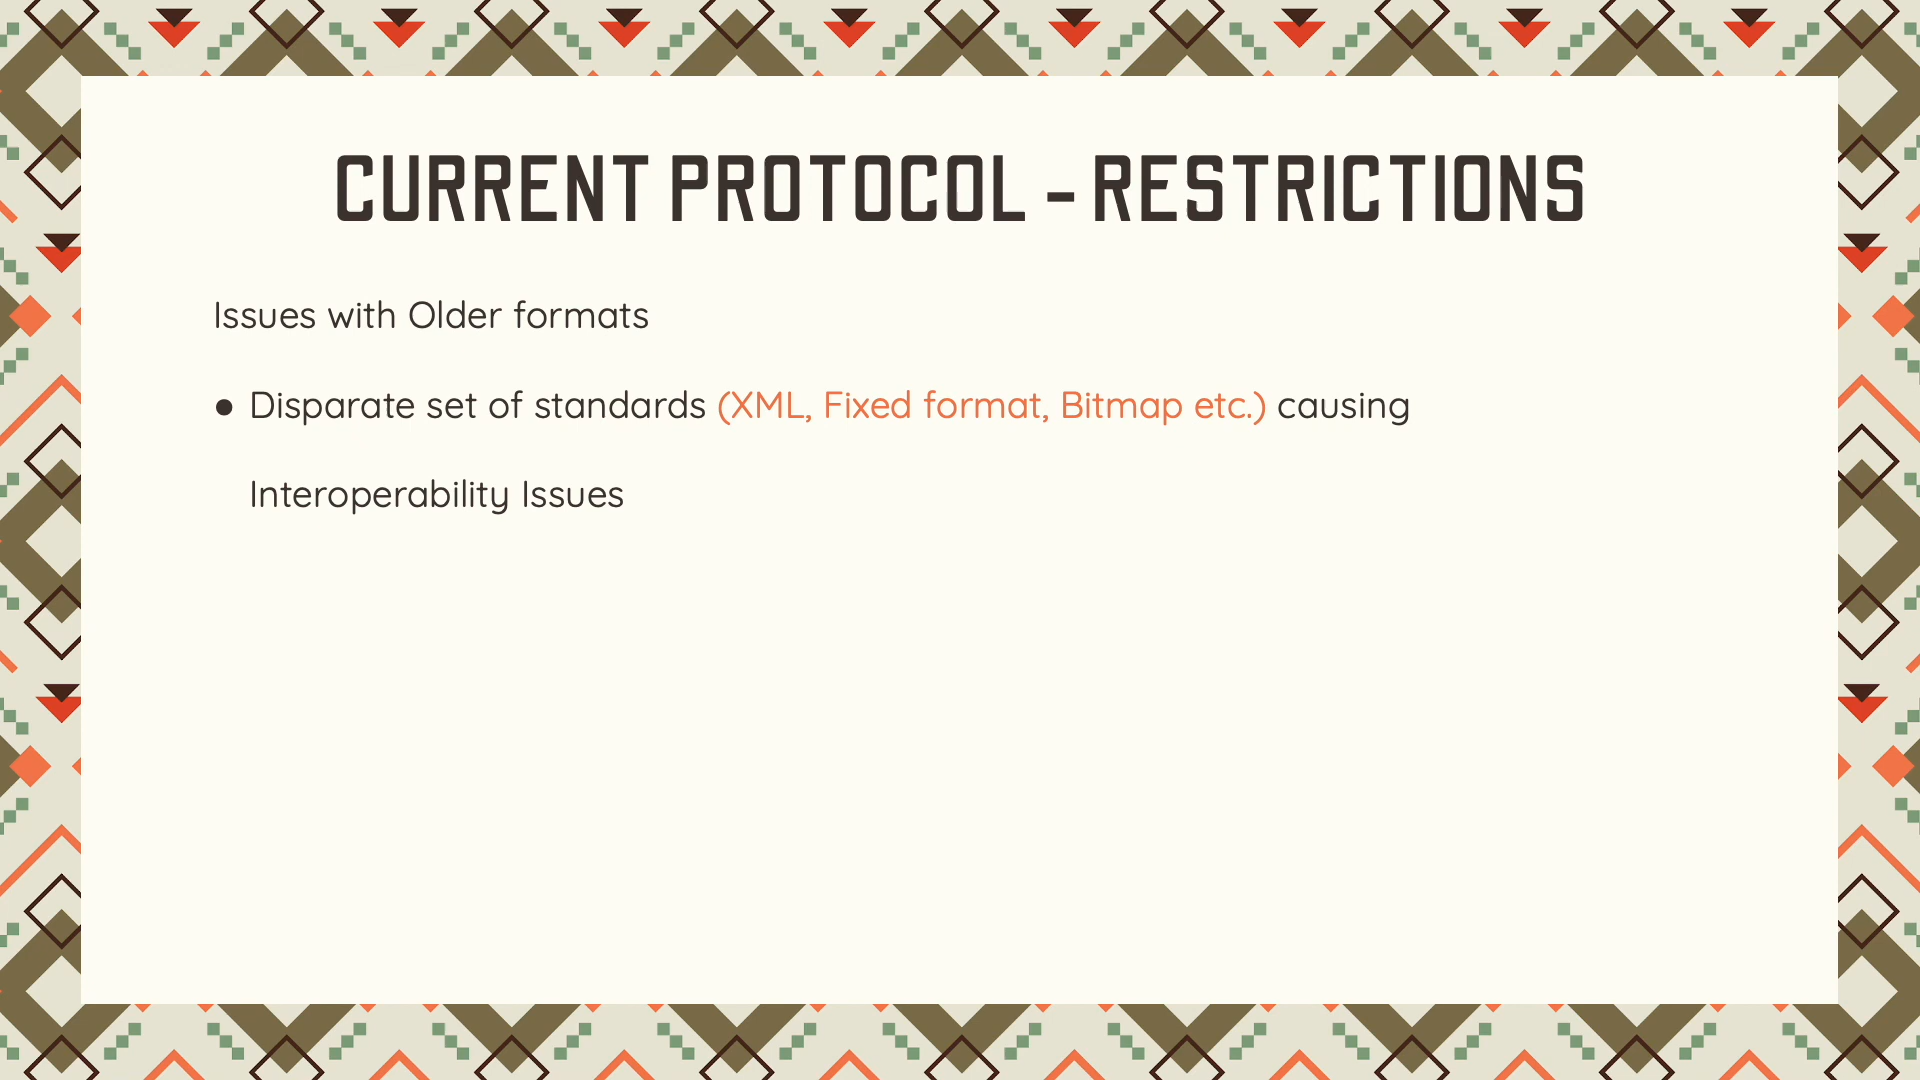 CURRENT PROTOCOL - RESTRICTIONS
Issues with Older formats
● Disparate set of standards (XML, Fixed format, Bitmap etc.) causing
Interoperability Issues